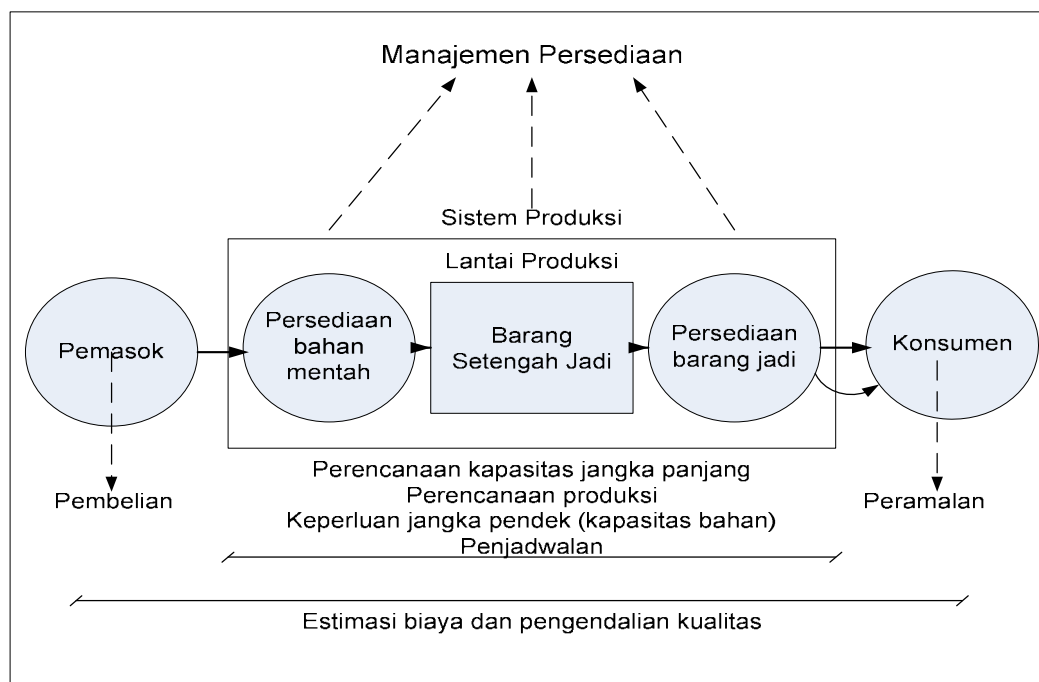 Manajemen Persediaan
Sistem Produksi
Lantai Produksi
Pemasok
Persediaan
bahan
mentah
Barang
Setengah Jadi
Persediaan
barang jadi
Konsumen
Pembelian
Perencanaan kapasitas jangka panjang
Perencanaan produksi
Keperluan jangka pendek (kapasitas bahan)
Penjadwalan
Peramalan
Estimasi biaya dan pengendalian kualitas